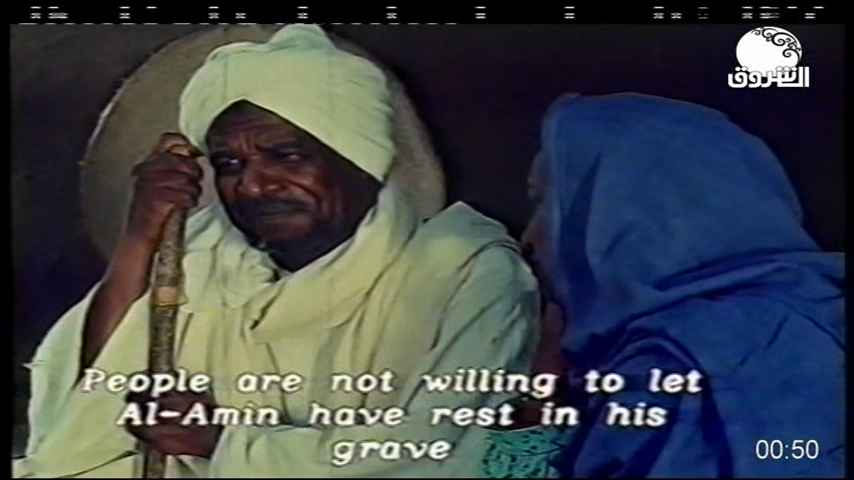 الشروق
People are not willing to let
Al-Amin have rest in his
grave
00:50